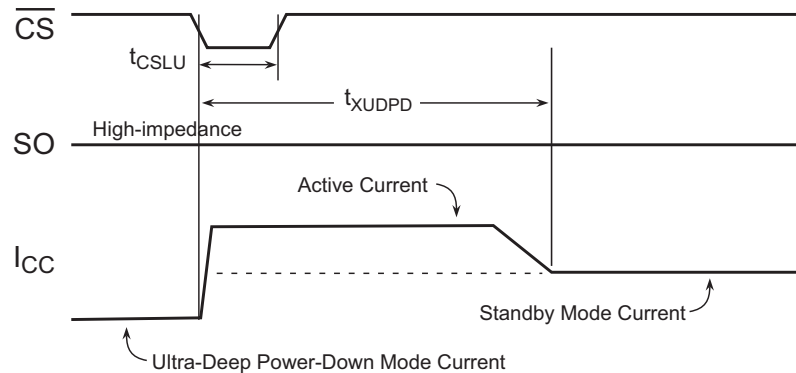 CS
tCSLU
tXUDPD
High-impedance
SO
Active Current
ICC
Standby Mode Current
Ultra-Deep Power-Down Mode Current